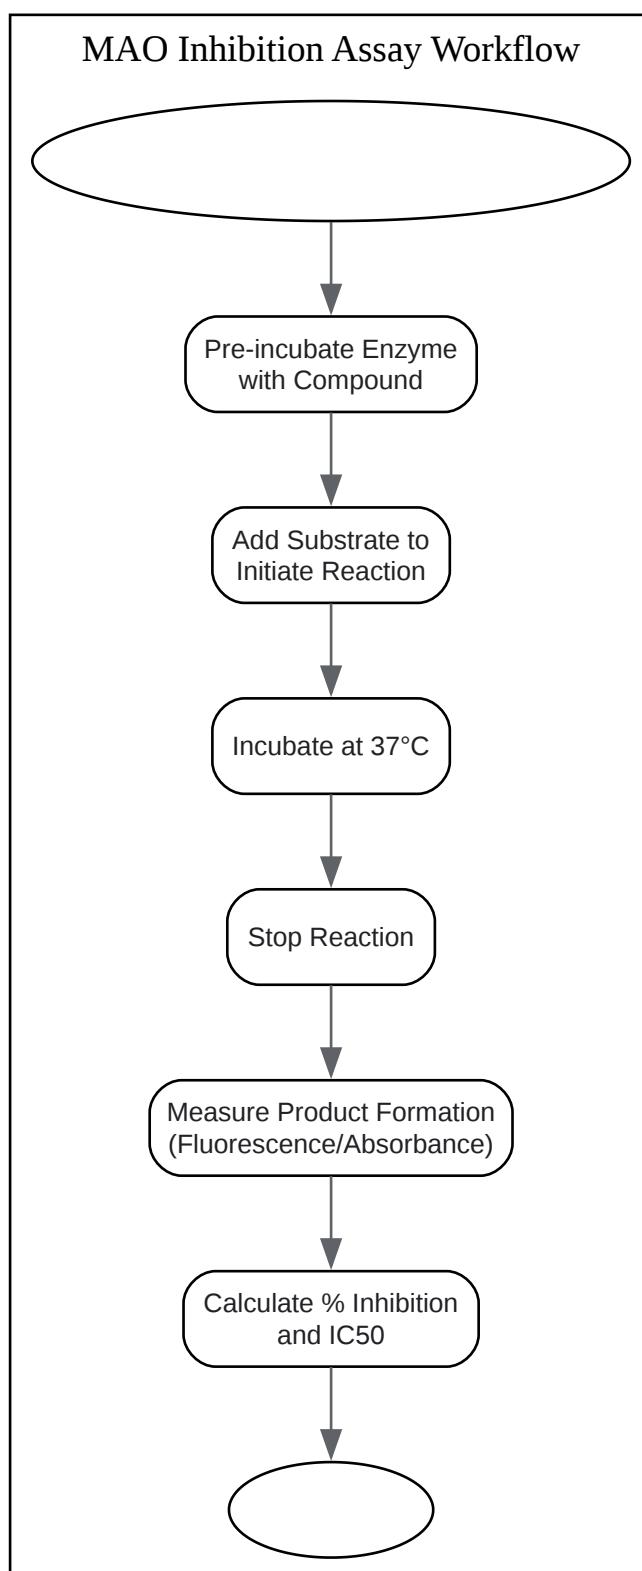 MAO Inhibition Assay Workflow
Pre-incubate Enzyme
with Compound
Add Substrate to
Initiate Reaction
Incubate at 37°C
Stop Reaction
Measure Product Formation
(Fluorescence/Absorbance)
Calculate % Inhibition
and IC50